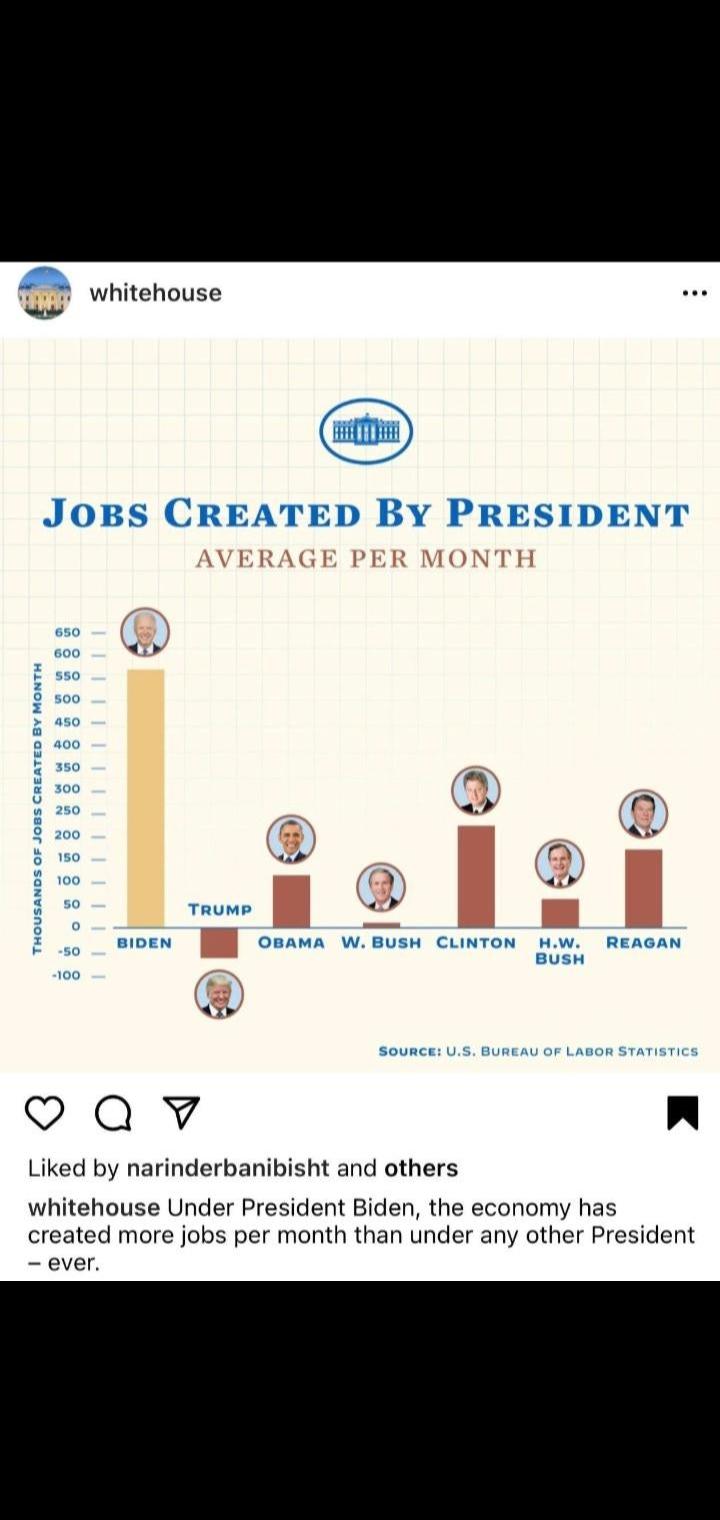 whitehouse
JOBS CREATED BY PRESIDENT
AVERAGE PER MONTH
THOUSANDS OF JOBS CREATED BY MONTH
650
600
550
500
450
400
350
300
250
200
150
100
50
0
-50
-100
BIDEN
TRUMP
OBAMA
W. BUSH
CLINTON
H.W.
BUSH
REAGAN
SOURCE: U.S. BUREAU OF LABOR STATISTICS
Liked by narinderbanibisht and others
whitehouse Under President Biden, the economy has
created more jobs per month than under any other President
– ever.